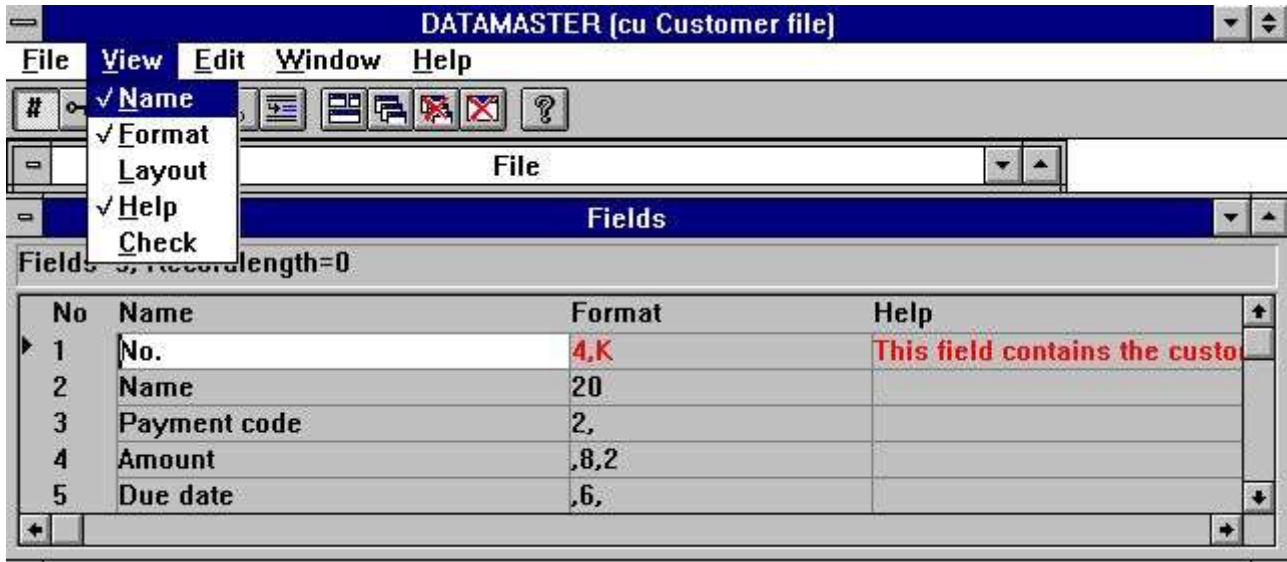 DATAMASTER (cu Customer file)
File View Edit Window Help
# ?
√ Name
√ Format
Layout
√ Help
Check
File
Fields
Fields length=0
No Name Format Help
1 No. 4,K This field contains the custo
2 Name 20
3 Payment code 2,
4 Amount ,8,2
5 Due date ,6,